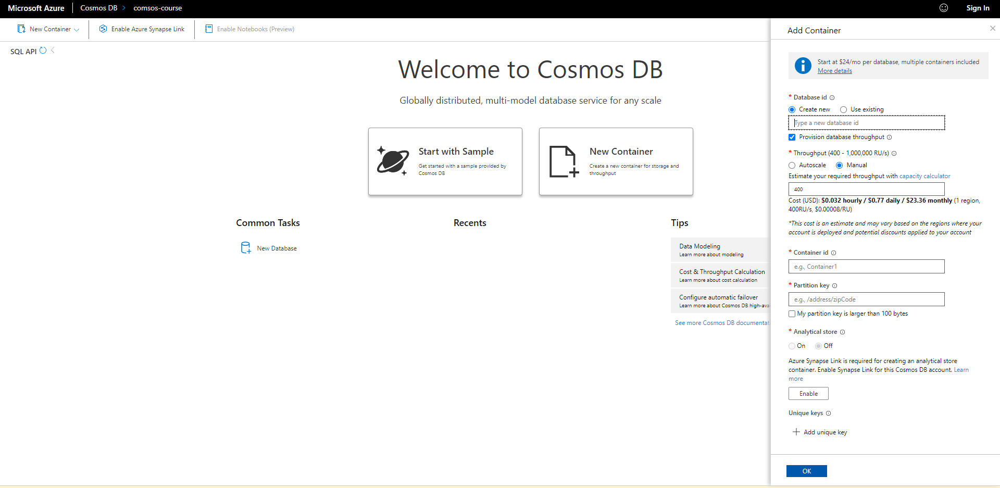 Microsoft Azure
Cosmos DB
comsos-course
Sign In
New Container
Enable Azure Synapse Link
Enable Notebooks (Preview)
SQL API
Welcome to Cosmos DB
Globally distributed, multi-model database service for any scale
Start with Sample
Get started with a sample provided by
Cosmos DB
New Container
Create a new container for storage and
throughput
Common Tasks
New Database
Recents
Tips
Data Modeling
Learn more about modeling
Cost & Throughput Calculation
Learn more about cost calculation
Configure automatic failover
Learn more about Cosmos DB high-ava
See more Cosmos DB documentat
Add Container
Start at $24/mo per database, multiple containers included
More details
* Database id
Create new
Use existing
Type a new database id
Provision database throughput
* Throughput (400 - 1,000,000 RU/s)
Autoscale
Manual
Estimate your required throughput with capacity calculator
400
Cost (USD): $0.032 hourly / $0.77 daily / $23.36 monthly (1 region,
400RU/s, $0.00008/RU)
*This cost is an estimate and may vary based on the regions where your
account is deployed and potential discounts applied to your account
* Container id
e.g., Container1
* Partition key
e.g., /address/zipCode
My partition key is larger than 100 bytes
* Analytical store
On
Off
Azure Synapse Link is required for creating an analytical store
container. Enable Synapse Link for this Cosmos DB account. Learn
more
Enable
Unique keys
Add unique key
OK